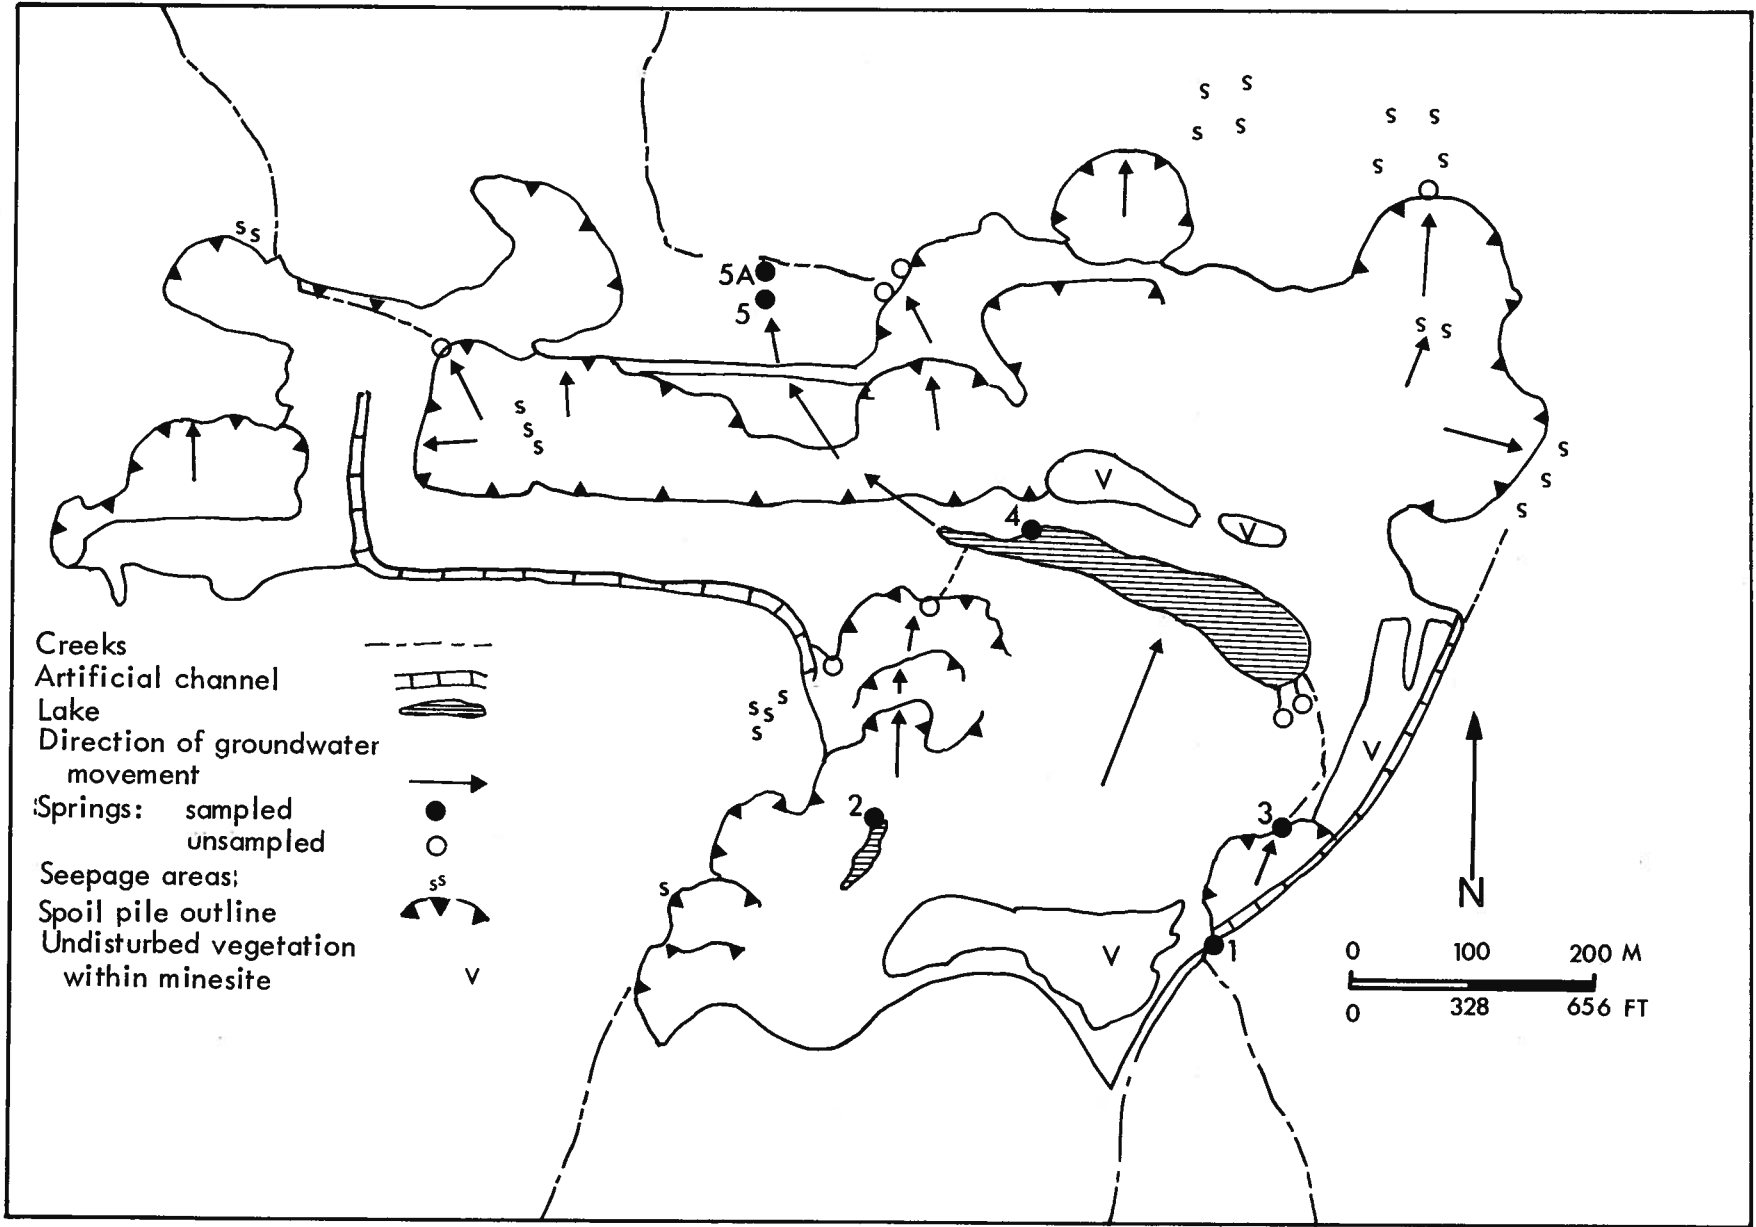 s s
s s
s s
s s
s s
5A
5
s s
s
s
s
V
s
s
s
V
4
Creeks
Artificial channel
Lake
Direction of groundwater
movement
:Springs: sampled
unsampled
Seepage areas; ss
Spoil pile outline
Undisturbed vegetation
within minesite V
s
s s
s
V
2
3
s
N
V
1
0 100 200 M
0 328 656 FT